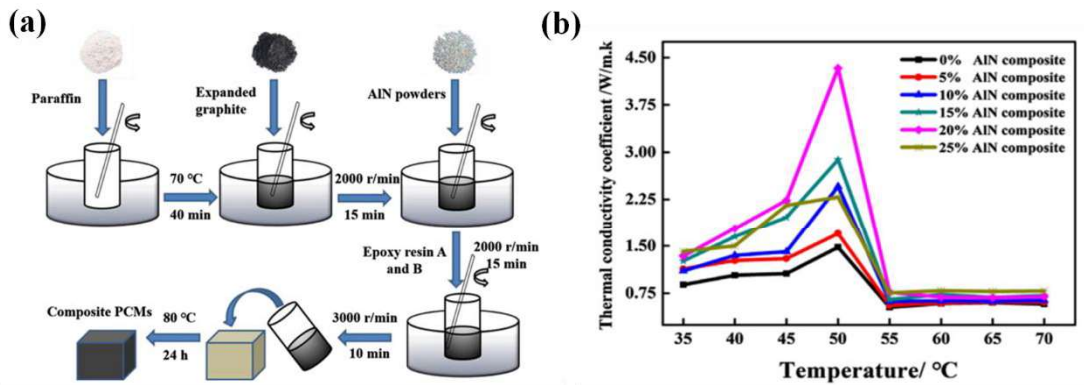 (a)
Paraffin
Expanded
graphite
AlN powders
70 °C
40 min
2000 r/min
15 min
Epoxy resin A
and B
2000 r/min
15 min
3000 r/min
10 min
80 °C
24 h
Composite PCMs
(b)
Thermal conductivity coefficient /W/m.k
4.50
3.75
3.00
2.25
1.50
0.75
0% AlN composite
5% AlN composite
10% AlN composite
15% AlN composite
20% AlN composite
25% AlN composite
35 40 45 50 55 60 65 70
Temperature/ °C